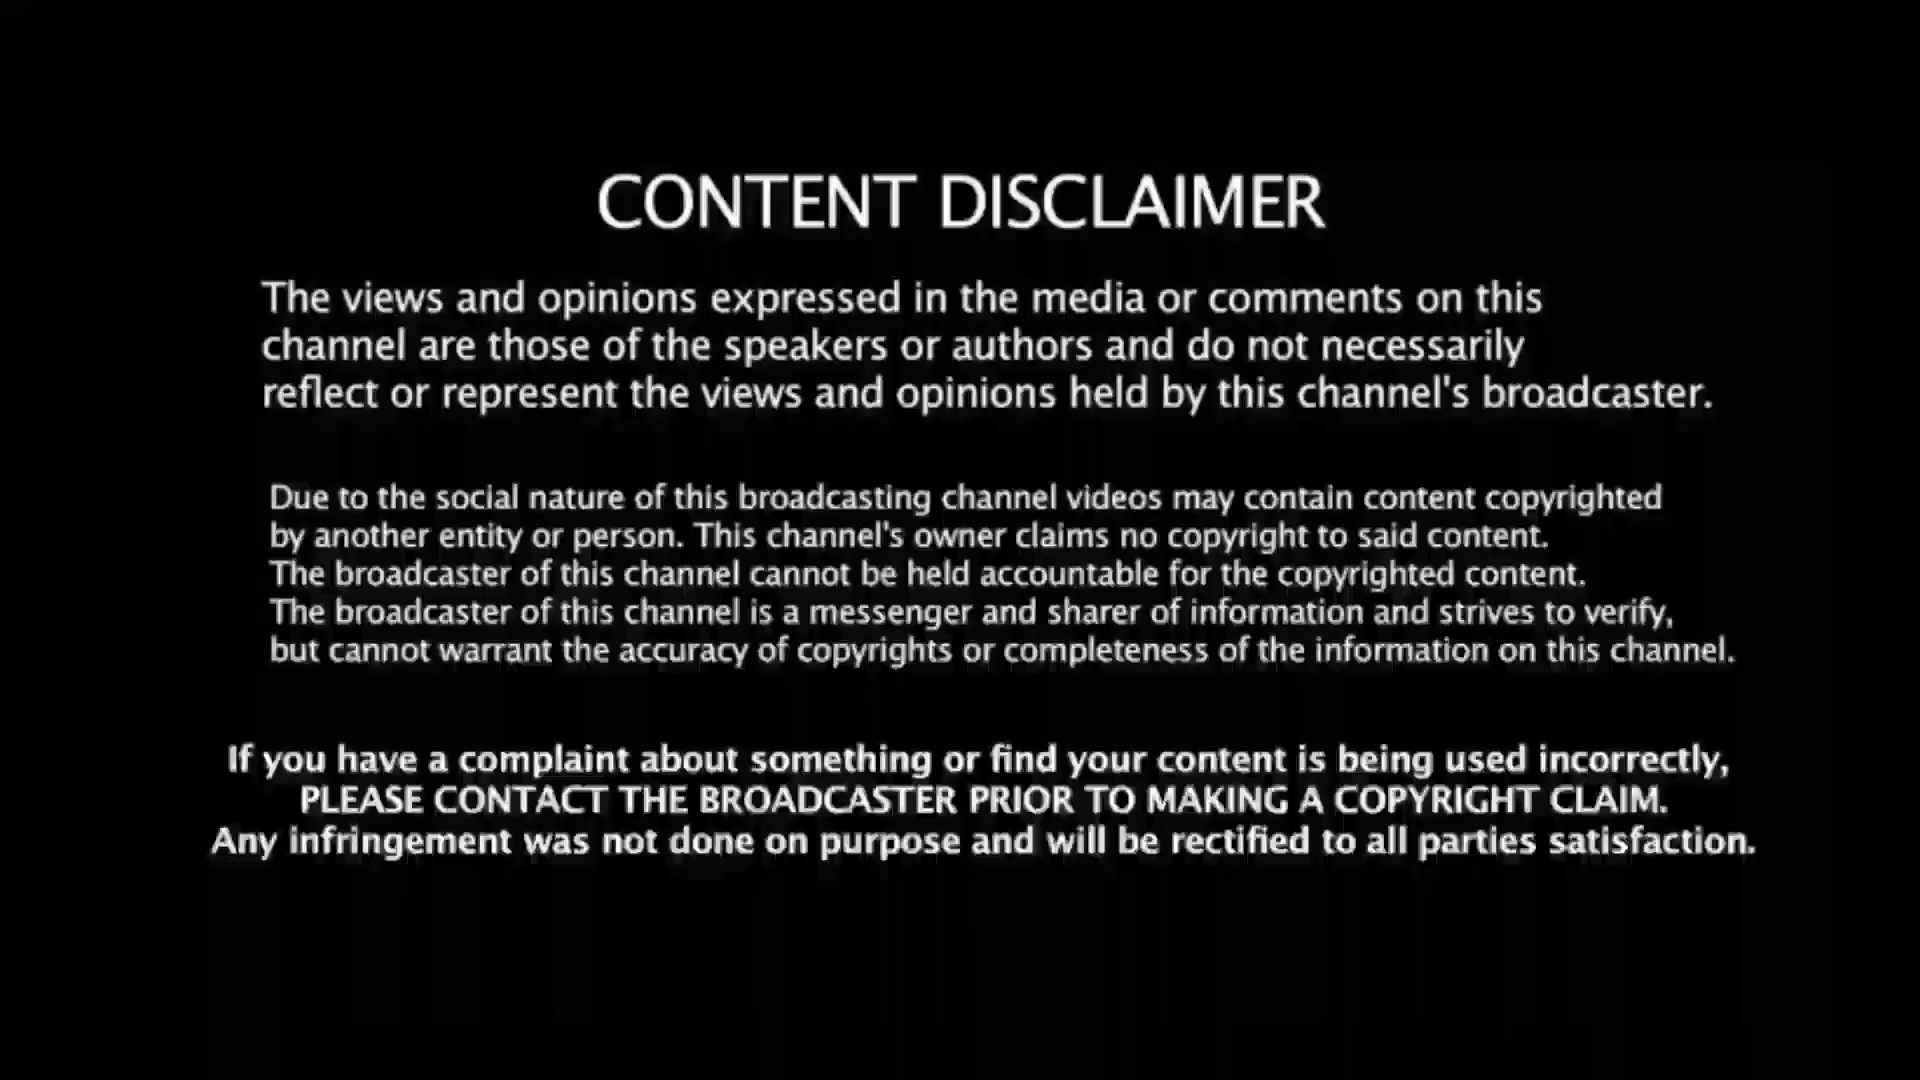 CONTENT DISCLAIMER
The views and opinions expressed in the media or comments on this
channel are those of the speakers or authors and do not necessarily
reflect or represent the views and opinions held by this channel's broadcaster.
Due to the social nature of this broadcasting channel videos may contain content copyrighted
by another entity or person. This channel's owner claims no copyright to said content.
The broadcaster of this channel cannot be held accountable for the copyrighted content.
The broadcaster of this channel is a messenger and sharer of information and strives to verify,
but cannot warrant the accuracy of copyrights or completeness of the information on this channel.
If you have a complaint about something or find your content is being used incorrectly,
PLEASE CONTACT THE BROADCASTER PRIOR TO MAKING A COPYRIGHT CLAIM.
Any infringement was not done on purpose and will be rectified to all parties satisfaction.